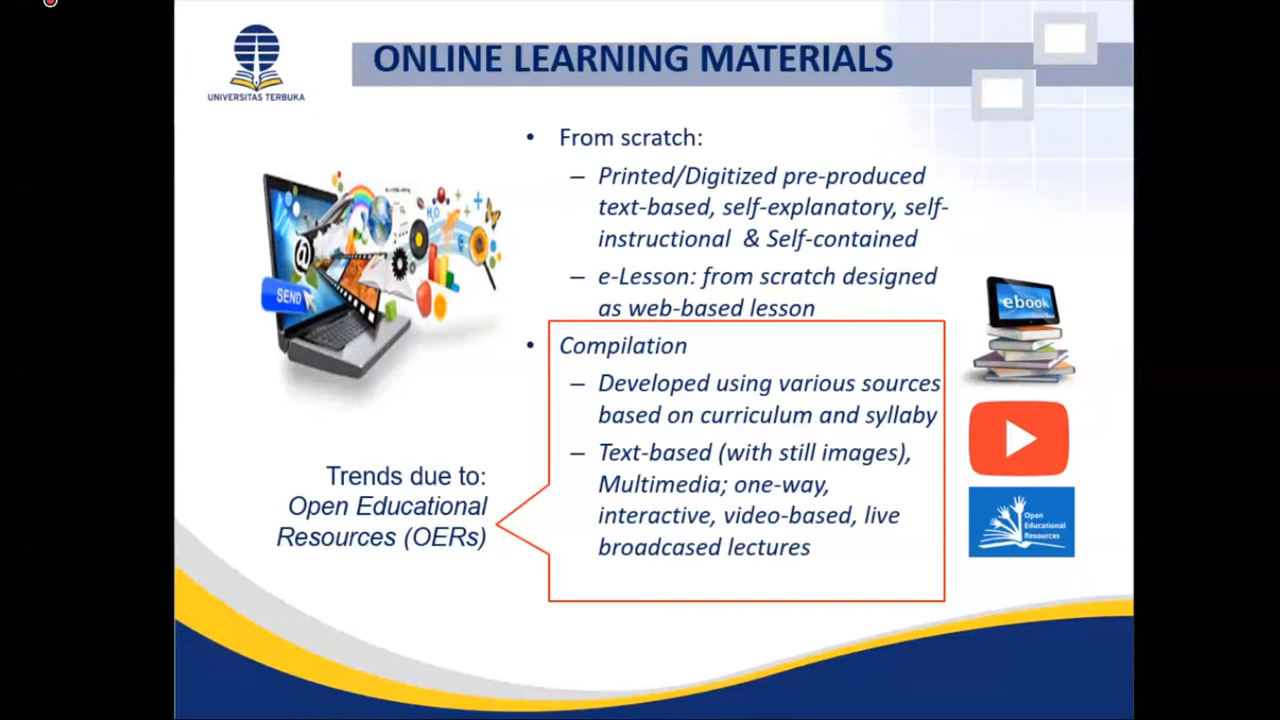 ONLINE LEARNING MATERIALS
UNIVERSITAS TERBUKA
• From scratch:
– Printed/Digitized pre-produced
text-based, self-explanatory, self-
instructional & Self-contained
– e-Lesson: from scratch designed
as web-based lesson
• Compilation
– Developed using various sources
based on curriculum and syllaby
– Text-based (with still images),
Multimedia; one-way,
interactive, video-based, live
broadcased lectures
Trends due to:
Open Educational
Resources (OERs)
@
SEND
H₂O
ebook
Open
Educational
Resources